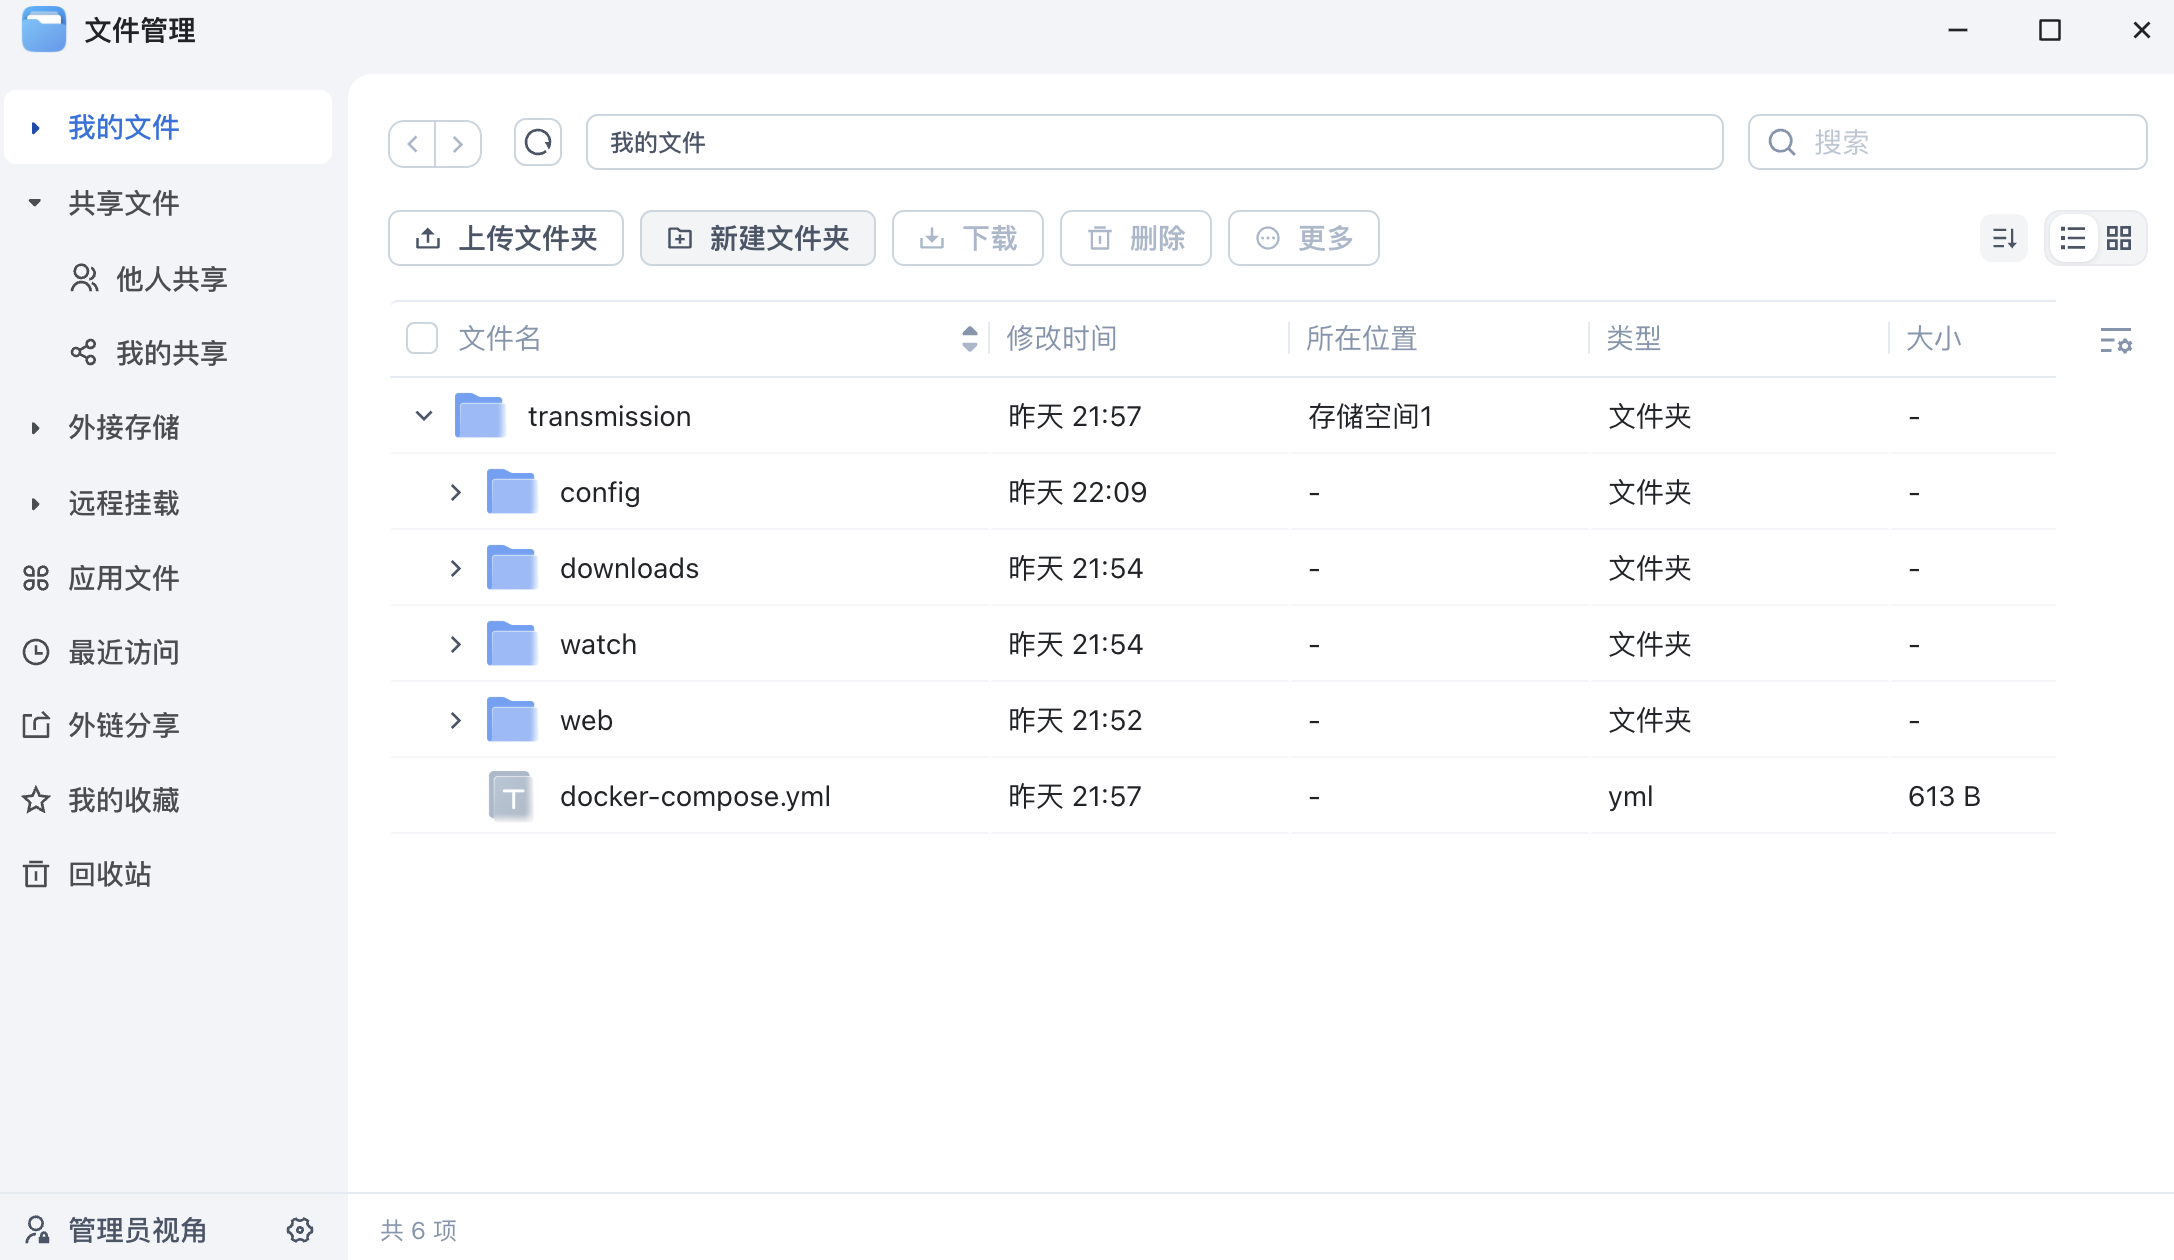 文件管理
我的文件
共享文件
他人共享
我的共享
外接存储
远程挂载
应用文件
最近访问
外链分享
我的收藏
回收站
管理员视角
我的文件
搜索
上传文件夹 新建文件夹 下载 删除 更多
文件名 修改时间 所在位置 类型 大小
transmission 昨天 21:57 存储空间1 文件夹 -
config 昨天 22:09 - 文件夹 -
downloads 昨天 21:54 - 文件夹 -
watch 昨天 21:54 - 文件夹 -
web 昨天 21:52 - 文件夹 -
docker-compose.yml 昨天 21:57 - yml 613 B
共 6 项